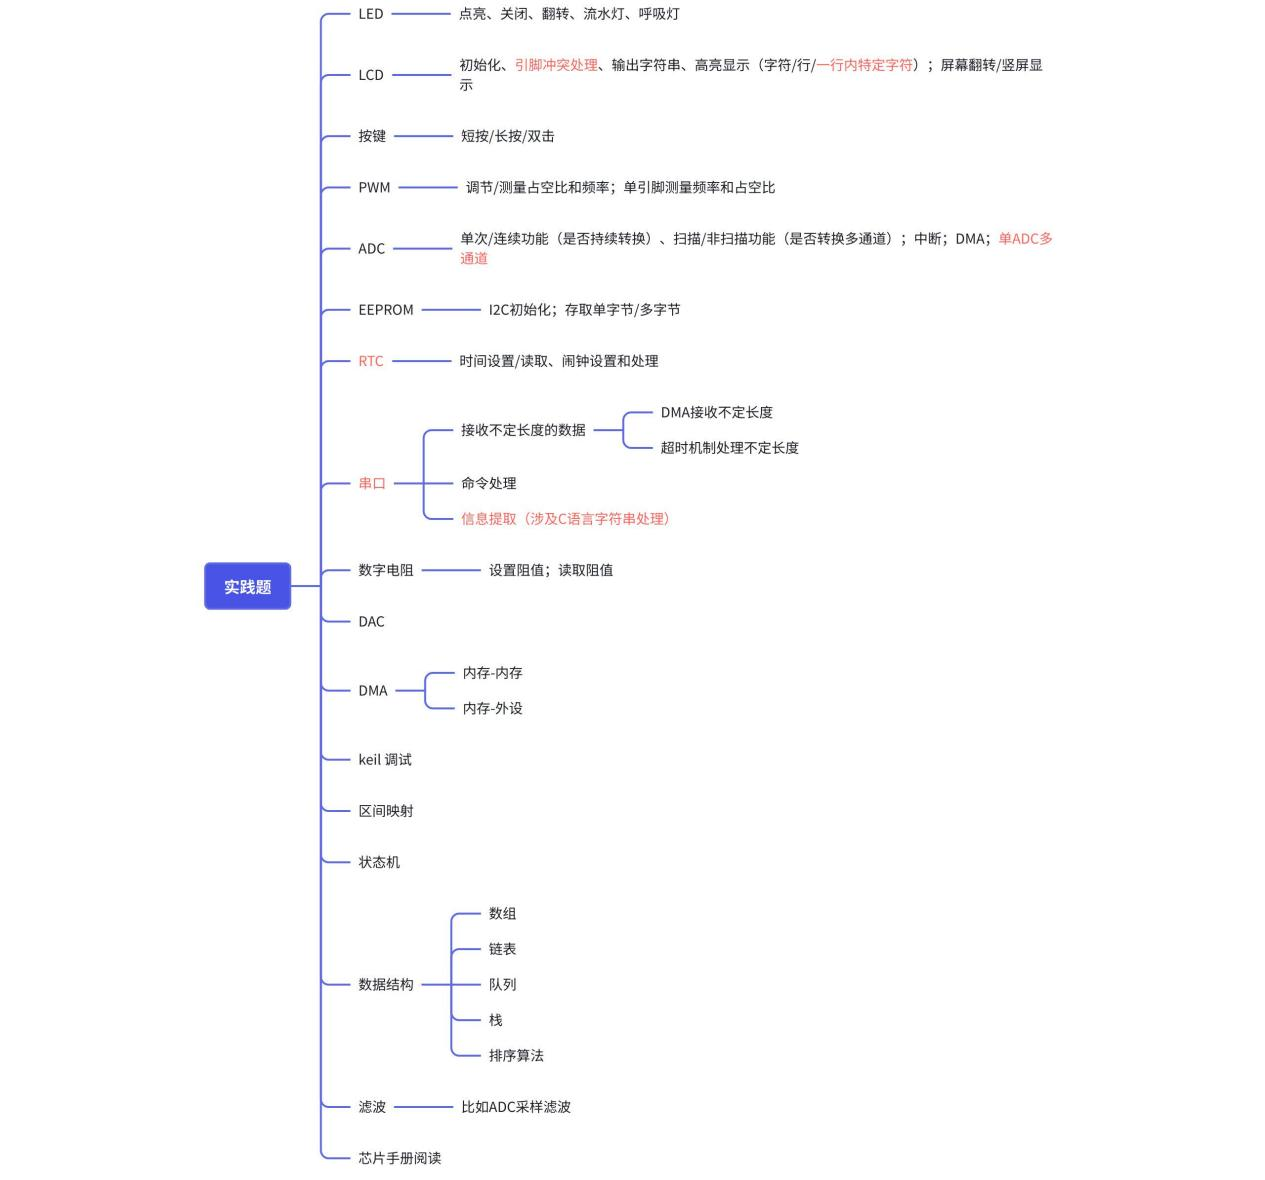 LED
点亮、关闭、翻转、流水灯、呼吸灯
LCD
初始化、引脚冲突处理、输出字符串、高亮显示（字符/行/一行内特定字符）；屏幕翻转/竖屏显
示
按键
短按/长按/双击
PWM
调节/测量占空比和频率；单引脚测量频率和占空比
ADC
单次/连续功能（是否持续转换）、扫描/非扫描功能（是否转换多通道）；中断；DMA；单ADC多
通道
EEPROM
I2C初始化；存取单字节/多字节
RTC
时间设置/读取、闹钟设置和处理
串口
接收不定长度的数据
DMA接收不定长度
超时机制处理不定长度
命令处理
信息提取（涉及C语言字符串处理）
数字电阻
设置阻值；读取阻值
实践题
DAC
DMA
内存-内存
内存-外设
keil 调试
区间映射
状态机
数据结构
数组
链表
队列
栈
排序算法
滤波
比如ADC采样滤波
芯片手册阅读